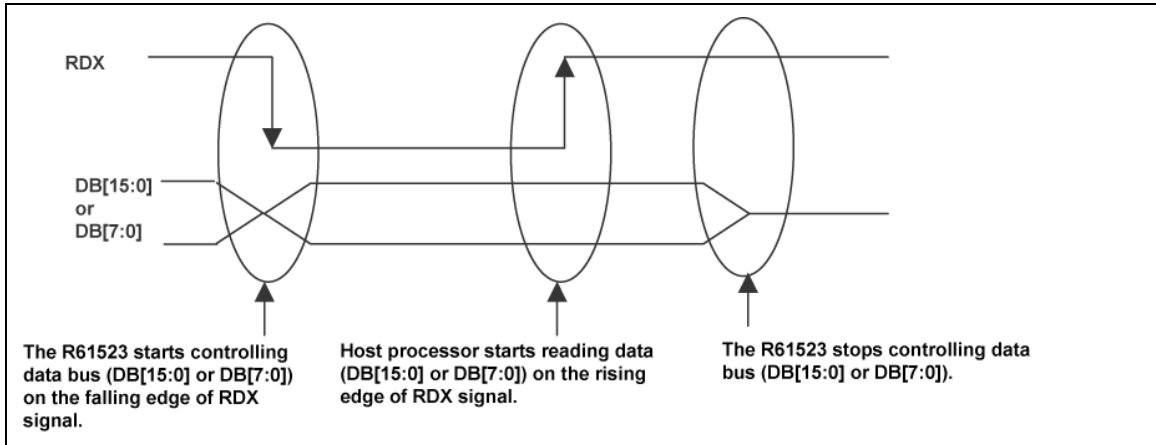 RDX
DB[15:0]
or
DB[7:0]
The R61523 starts controlling
data bus (DB[15:0] or DB[7:0])
on the falling edge of RDX
signal.
Host processor starts reading data
(DB[15:0] or DB[7:0]) on the rising
edge of RDX signal.
The R61523 stops controlling data
bus (DB[15:0] or DB[7:0]).